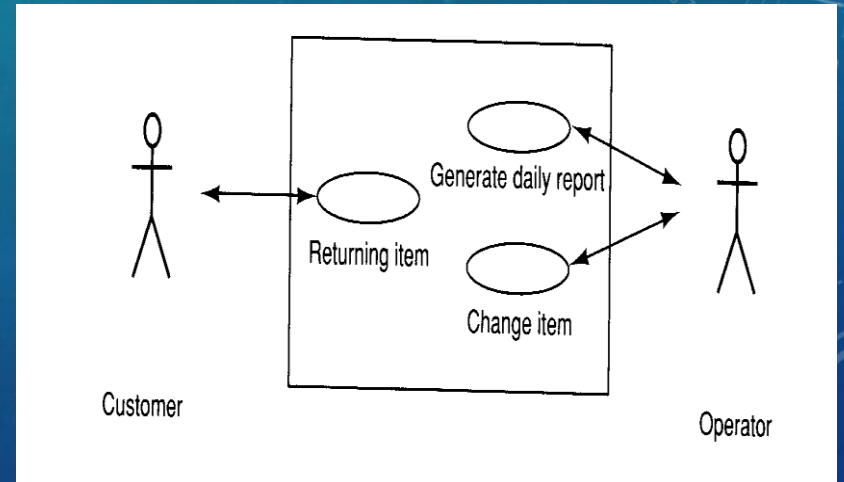 Generate daily report
Returning item
Change item
Customer
Operator